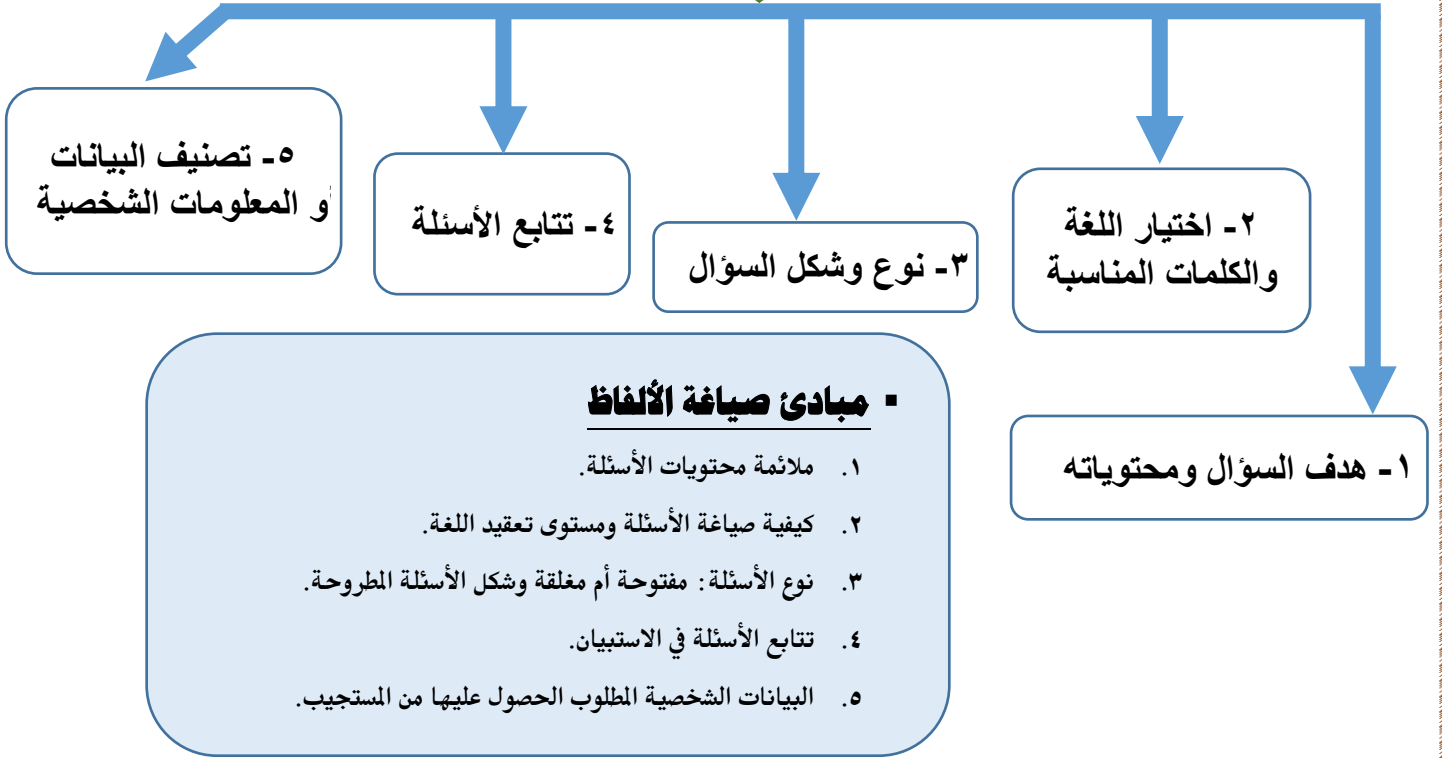 ١- هدف السؤال ومحتوياته
٢- اختيار اللغة
والكلمات المناسبة
٣- نوع وشكل السؤال
٤- تتابع الأسئلة
٥- تصنيف البيانات
و المعلومات الشخصية
▪ مبادئ صياغة الألفاظ
١. ملائمة محتويات الأسئلة.
٢. كيفية صياغة الأسئلة ومستوى تعقيد اللغة.
٣. نوع الأسئلة: مفتوحة أم مغلقة وشكل الأسئلة المطروحة.
٤. تتابع الأسئلة في الاستبيان.
٥. البيانات الشخصية المطلوب الحصول عليها من المستجيب.